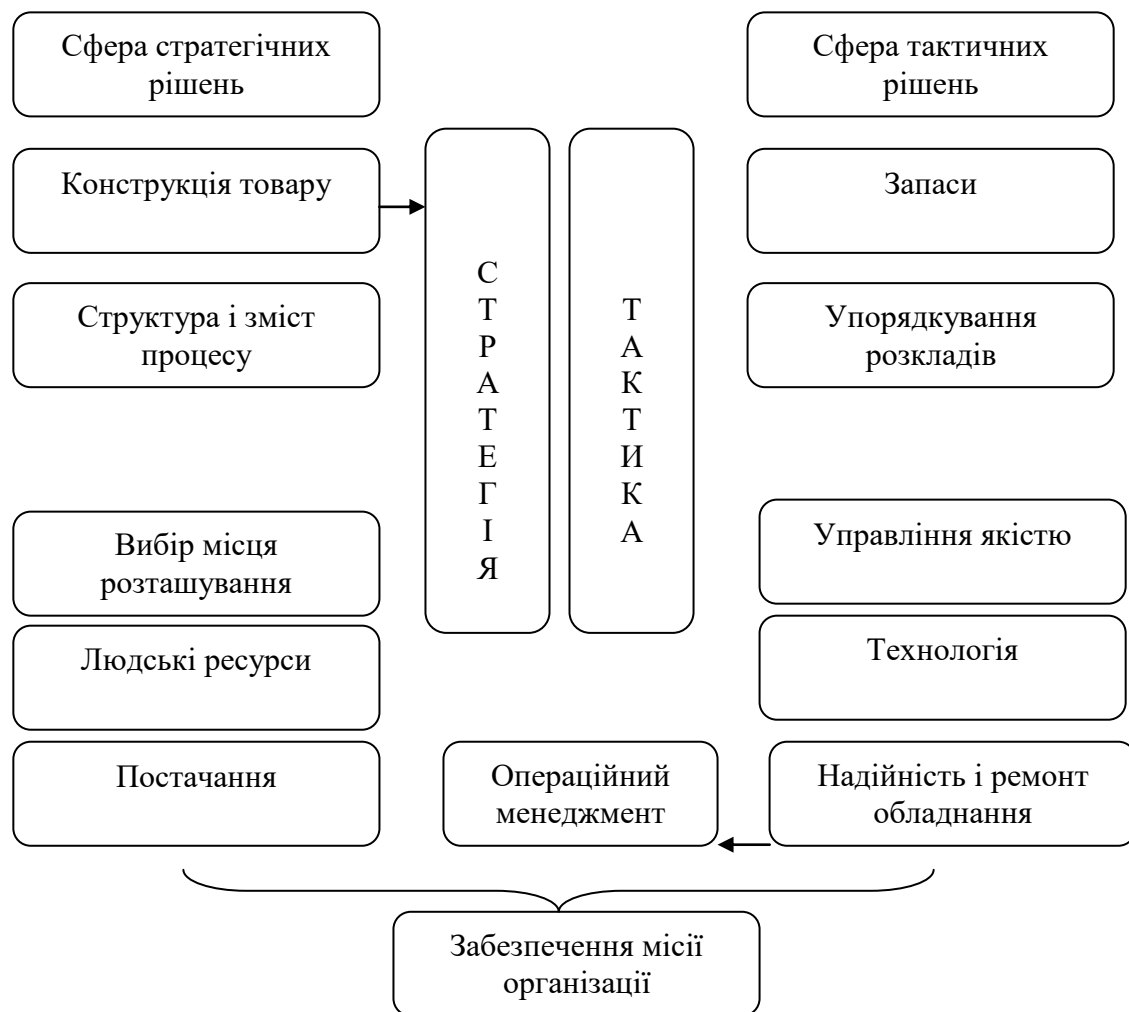 Сфера стратегічних
рішень
Сфера тактичних
рішень
Конструкція товару
Запаси
Структура і зміст
процесу
С
Т
Р
А
Т
Е
Г
І
Я
Т
А
К
Т
И
К
А
Упорядкування
розкладів
Вибір місця
розташування
Управління якістю
Людські ресурси
Технологія
Постачання
Операційний
менеджмент
Надійність і ремонт
обладнання
Забезпечення місії
організації